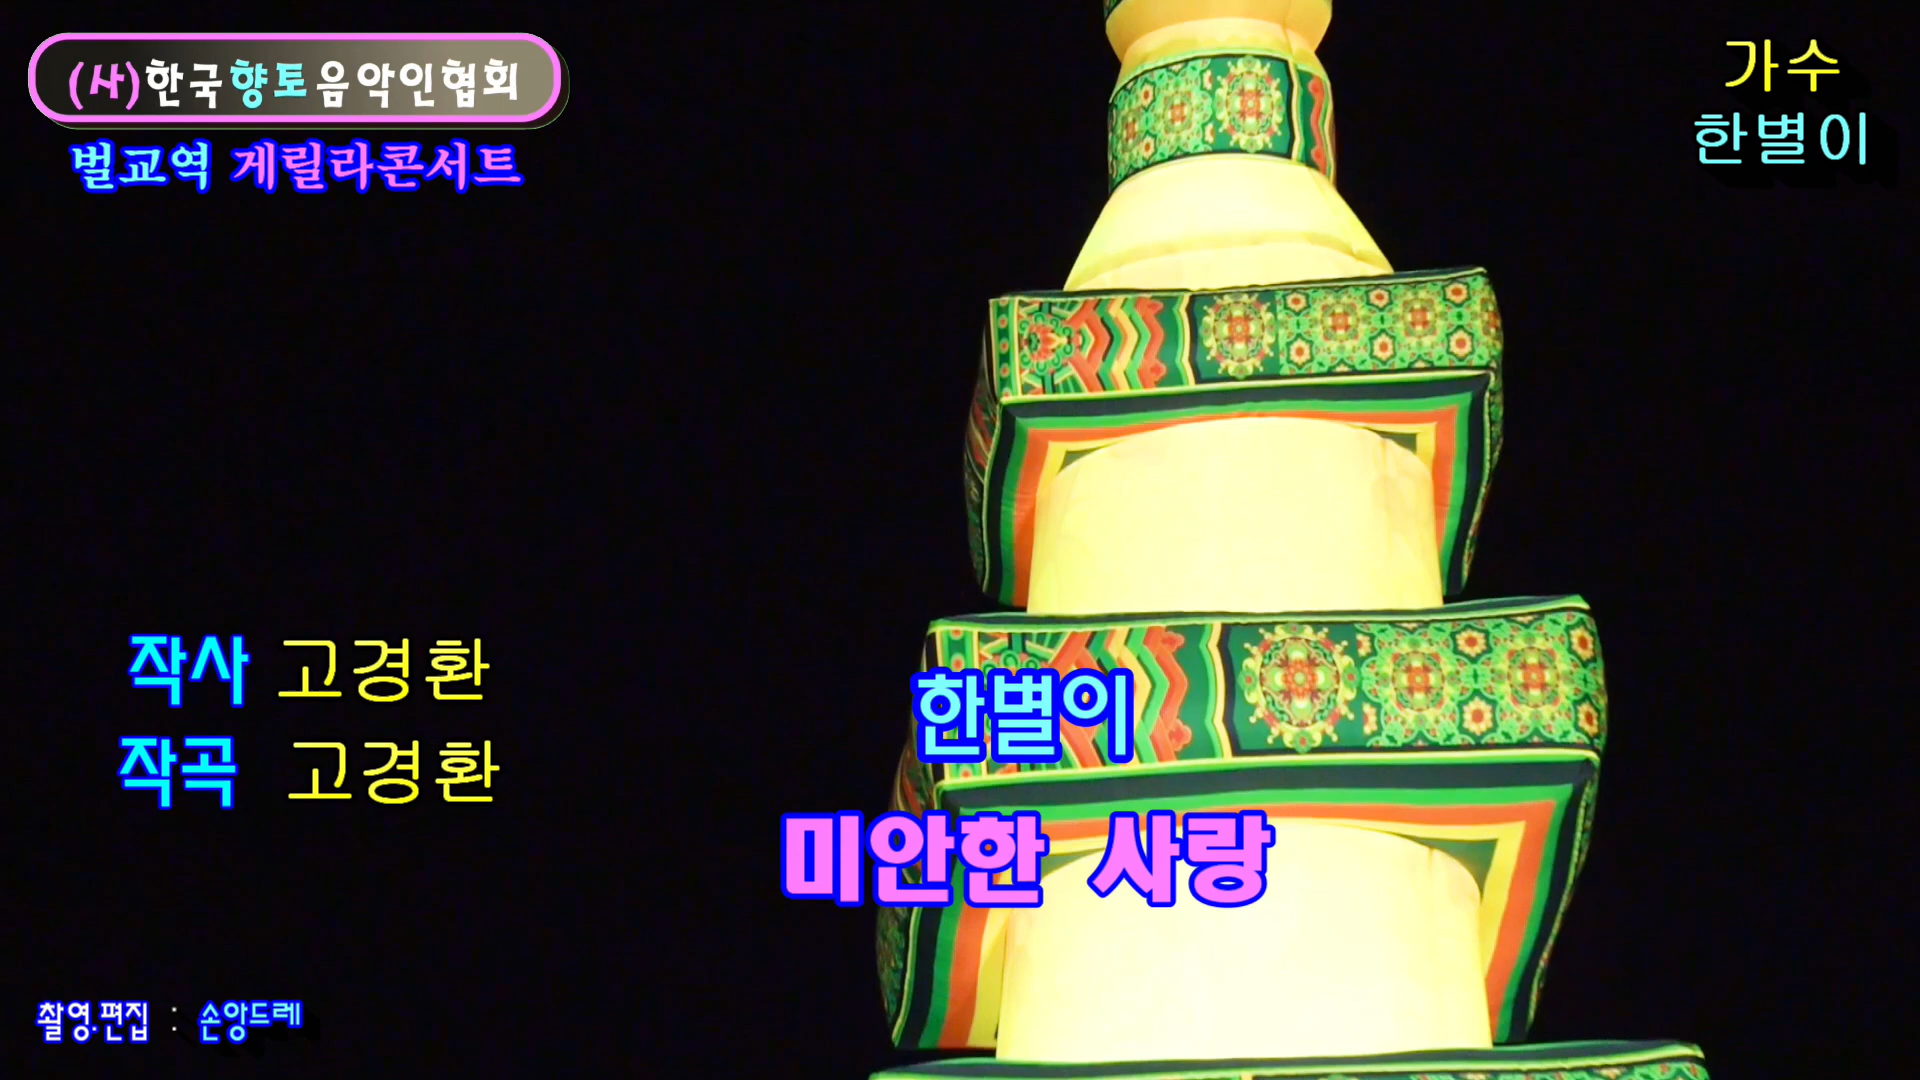 (사)한국향토음악인협회
벌교역 게릴라콘서트
가수
한별이
작사 고경환
작곡 고경환
한별이
미안한 사랑
촬영.편집 : 손앙드레